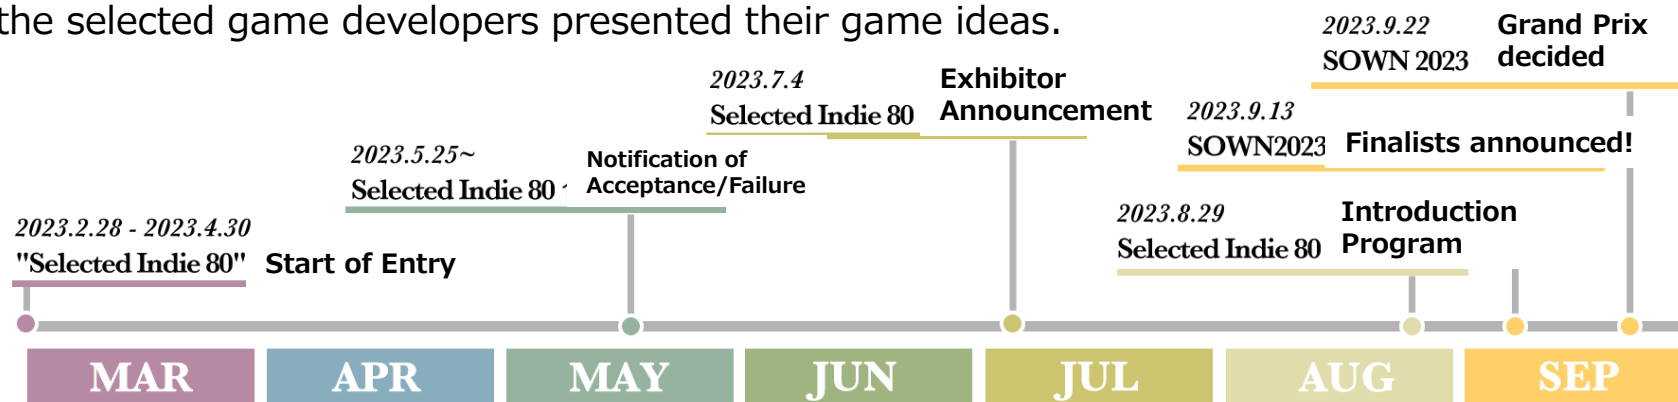 the selected game developers presented their game ideas.
2023.2.28 - 2023.4.30
"Selected Indie 80" Start of Entry
2023.5.25~
Selected Indie 80
Notification of
Acceptance/Failure
2023.7.4
Selected Indie 80
Exhibitor
Announcement
2023.8.29
Selected Indie 80
Introduction
Program
2023.9.13
SOWN2023 Finalists announced!
2023.9.22
SOWN 2023
Grand Prix
decided
MAR APR MAY JUN JUL AUG SEP